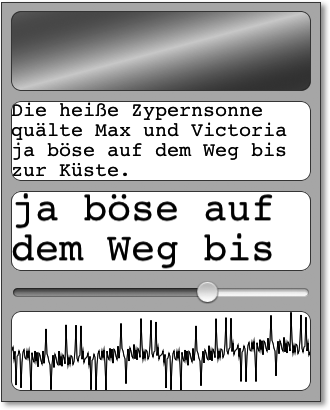 Die heiße Zypernsonne
quälte Max und Victoria
ja böse auf dem Weg bis
zur Küste.
ja böse auf
dem Weg bis